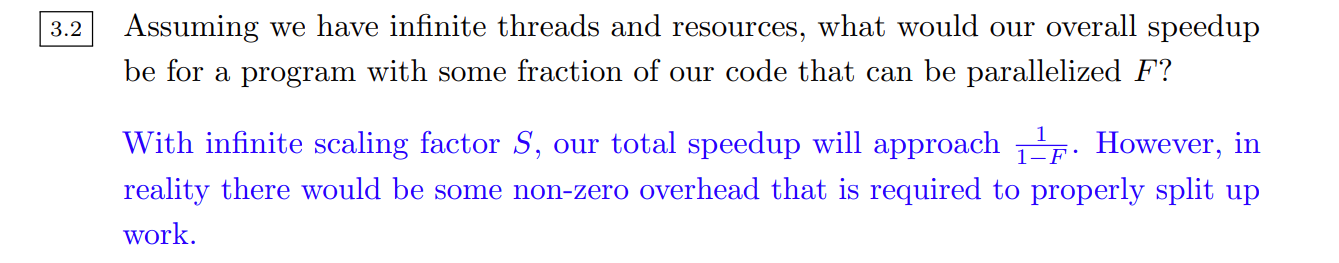 3.2 Assuming we have infinite threads and resources, what would our overall speedup
be for a program with some fraction of our code that can be parallelized F?
With infinite scaling factor S, our total speedup will approach 1/(1−F). However, in
reality there would be some non-zero overhead that is required to properly split up
work.